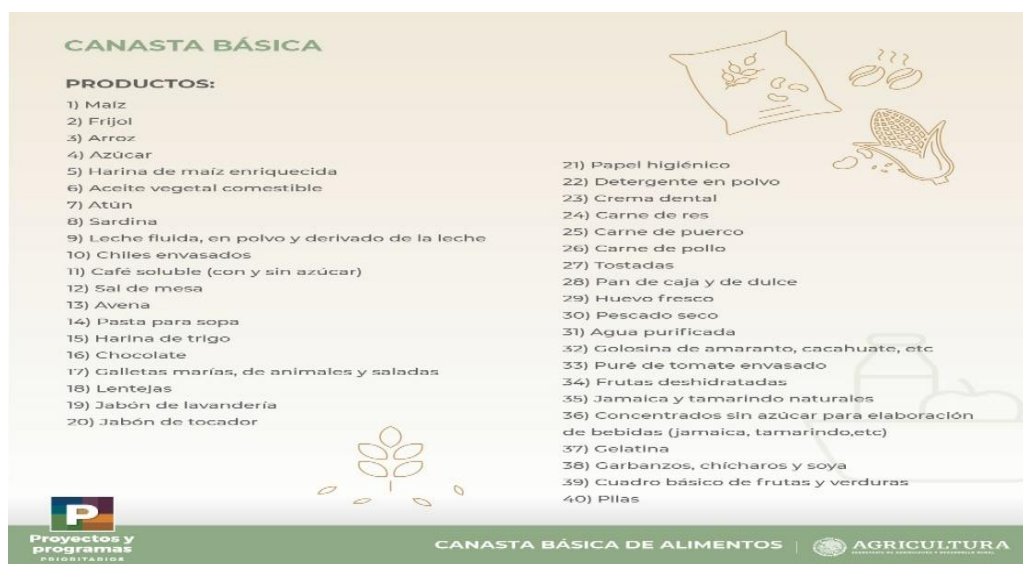 CANASTA BÁSICA
PRODUCTOS:
1) Maíz
2) Frijol
3) Arroz
4) Azúcar
5) Harina de maíz enriquecida
6) Aceite vegetal comestible
7) Atún
8) Sardina
9) Leche fluida, en polvo y derivado de la leche
10) Chiles envasados
11) Café soluble (con y sin azúcar)
12) Sal de mesa
13) Avena
14) Pasta para sopa
15) Harina de trigo
16) Chocolate
17) Galletas marías, de animales y saladas
18) Lentejas
19) Jabón de lavandería
20) Jabón de tocador
21) Papel higiénico
22) Detergente en polvo
23) Crema dental
24) Carne de res
25) Carne de puerco
26) Carne de pollo
27) Tostadas
28) Pan de caja y de dulce
29) Huevo fresco
30) Pescado seco
31) Agua purificada
32) Golosina de amaranto, cacahuate, etc
33) Puré de tomate envasado
34) Frutas deshidratadas
35) Jamaica y tamarindo naturales
36) Concentrados sin azúcar para elaboración
de bebidas (jamaica, tamarindo,etc)
37) Gelatina
38) Garbanzos, chícharos y soya
39) Cuadro básico de frutas y verduras
40) Pilas
P
Proyectos y
programas
PRIORITARIOS
CANASTA BÁSICA DE ALIMENTOS
AGRICULTURA
SECRETARÍA DE AGRICULTURA Y DESARROLLO RURAL